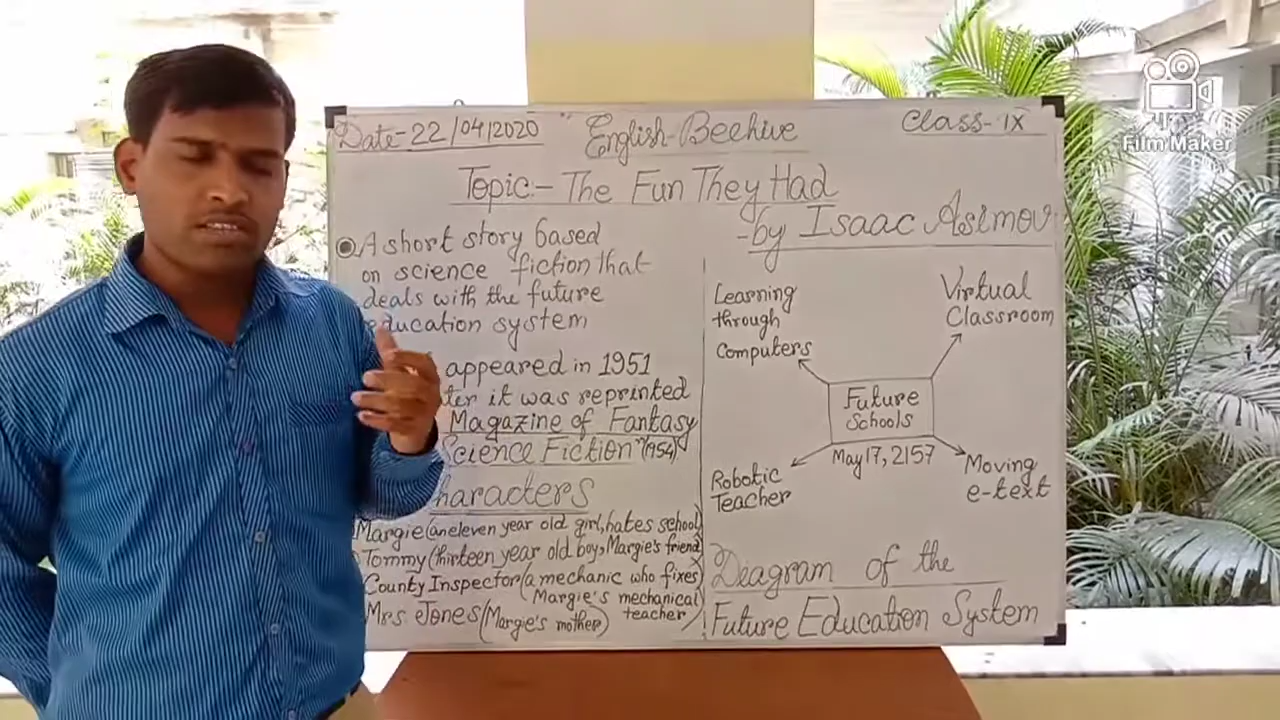 Date-22/04/2020
"English-Beehive
Class-IX
Topic:- The Fun They Had
-by Isaac Asimov
A short story based
on science fiction that
deals with the future
education system
appeared in 1951
it was reprinted
Magazine of Fantasy
Science Fiction" (1954)
Characters
Margie (an eleven year old girl, hates school)
Tommy (thirteen year old boy, Margie's friend)
County Inspector (a mechanic who fixes
Margie's mechanical
teacher)
Mrs Jones (Margie's mother)
Learning
through
Computers
Virtual
Classroom
Future
Schools
May 17, 2157
Robotic
Teacher
Moving
e-text
Deagram of the
Future Education System
Film Maker